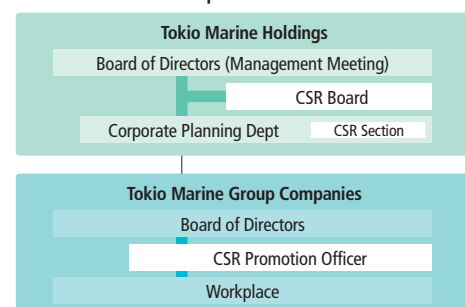 Tokio Marine Holdings
Board of Directors (Management Meeting)
CSR Board
Corporate Planning Dept CSR Section
Tokio Marine Group Companies
Board of Directors
CSR Promotion Officer
Workplace